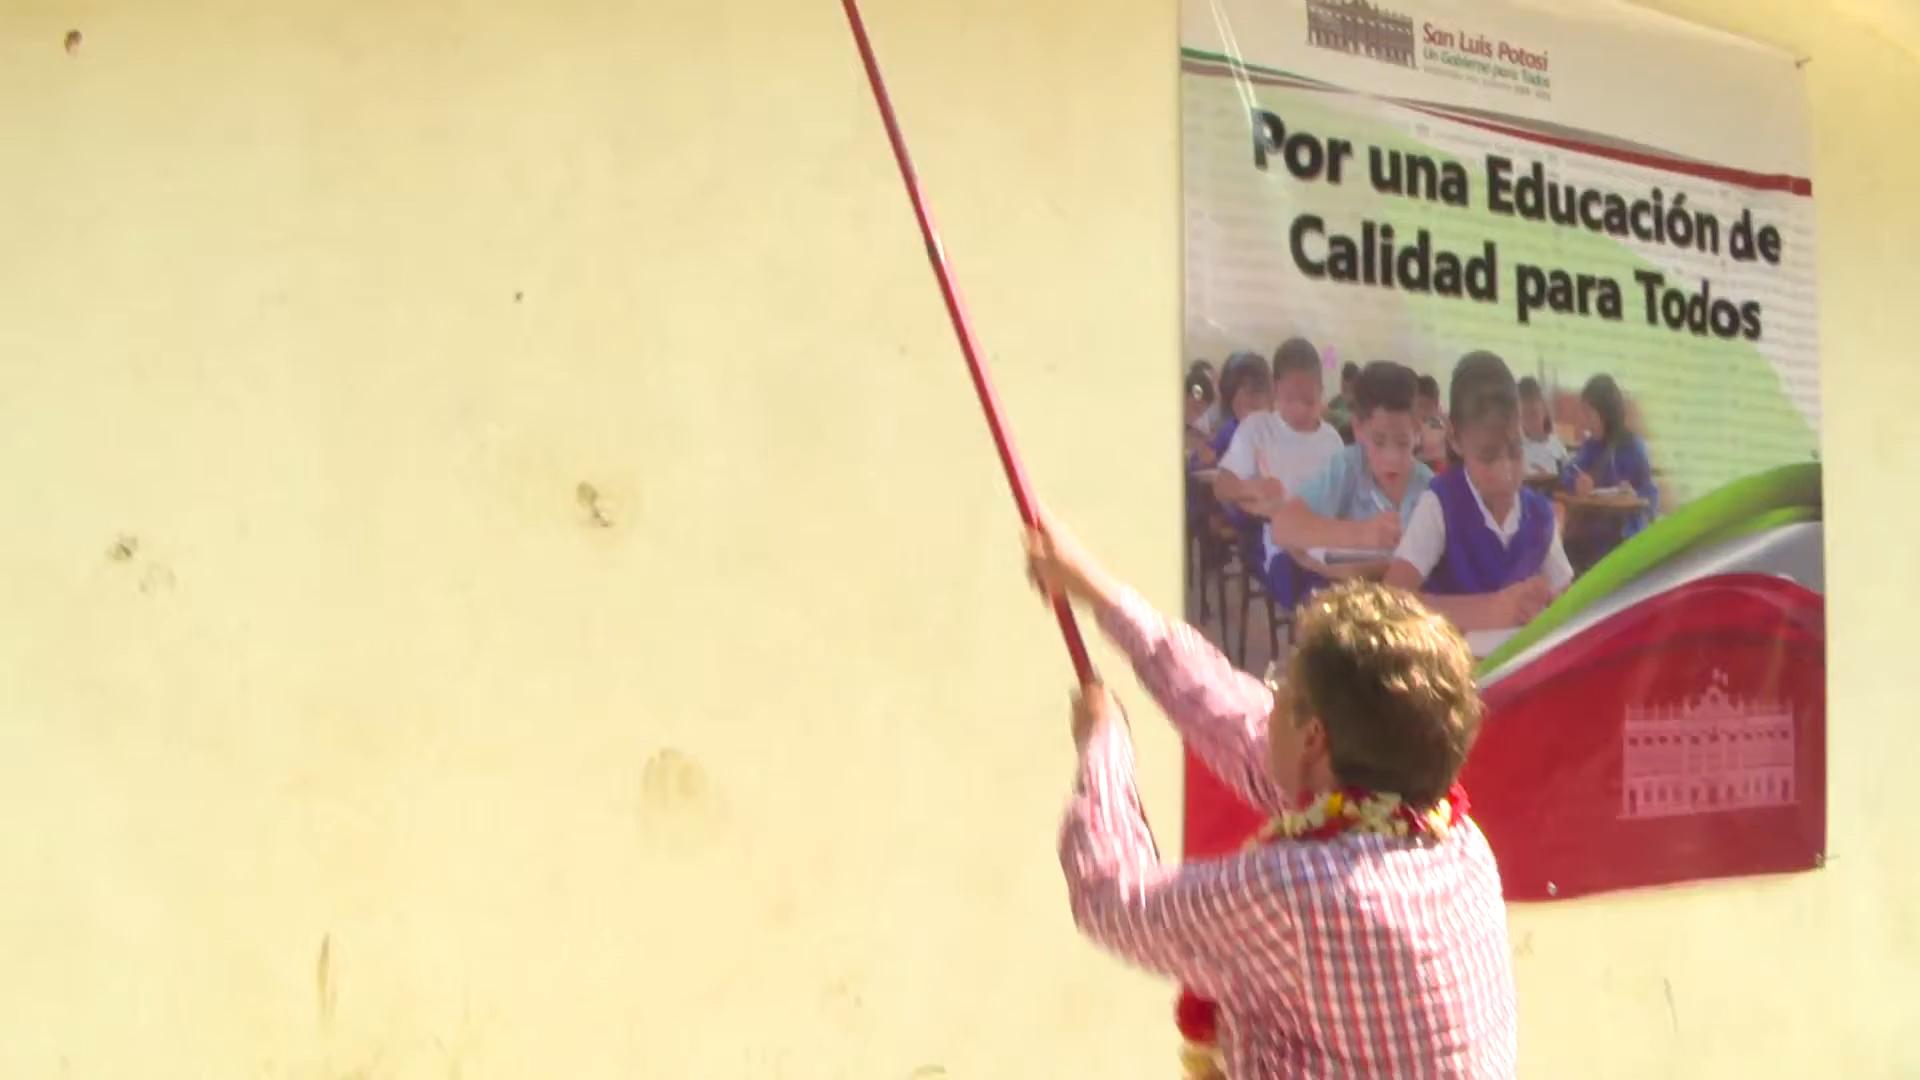 San Luis Potosí
Un Gobierno para Todos
Por una Educación de
Calidad para Todos